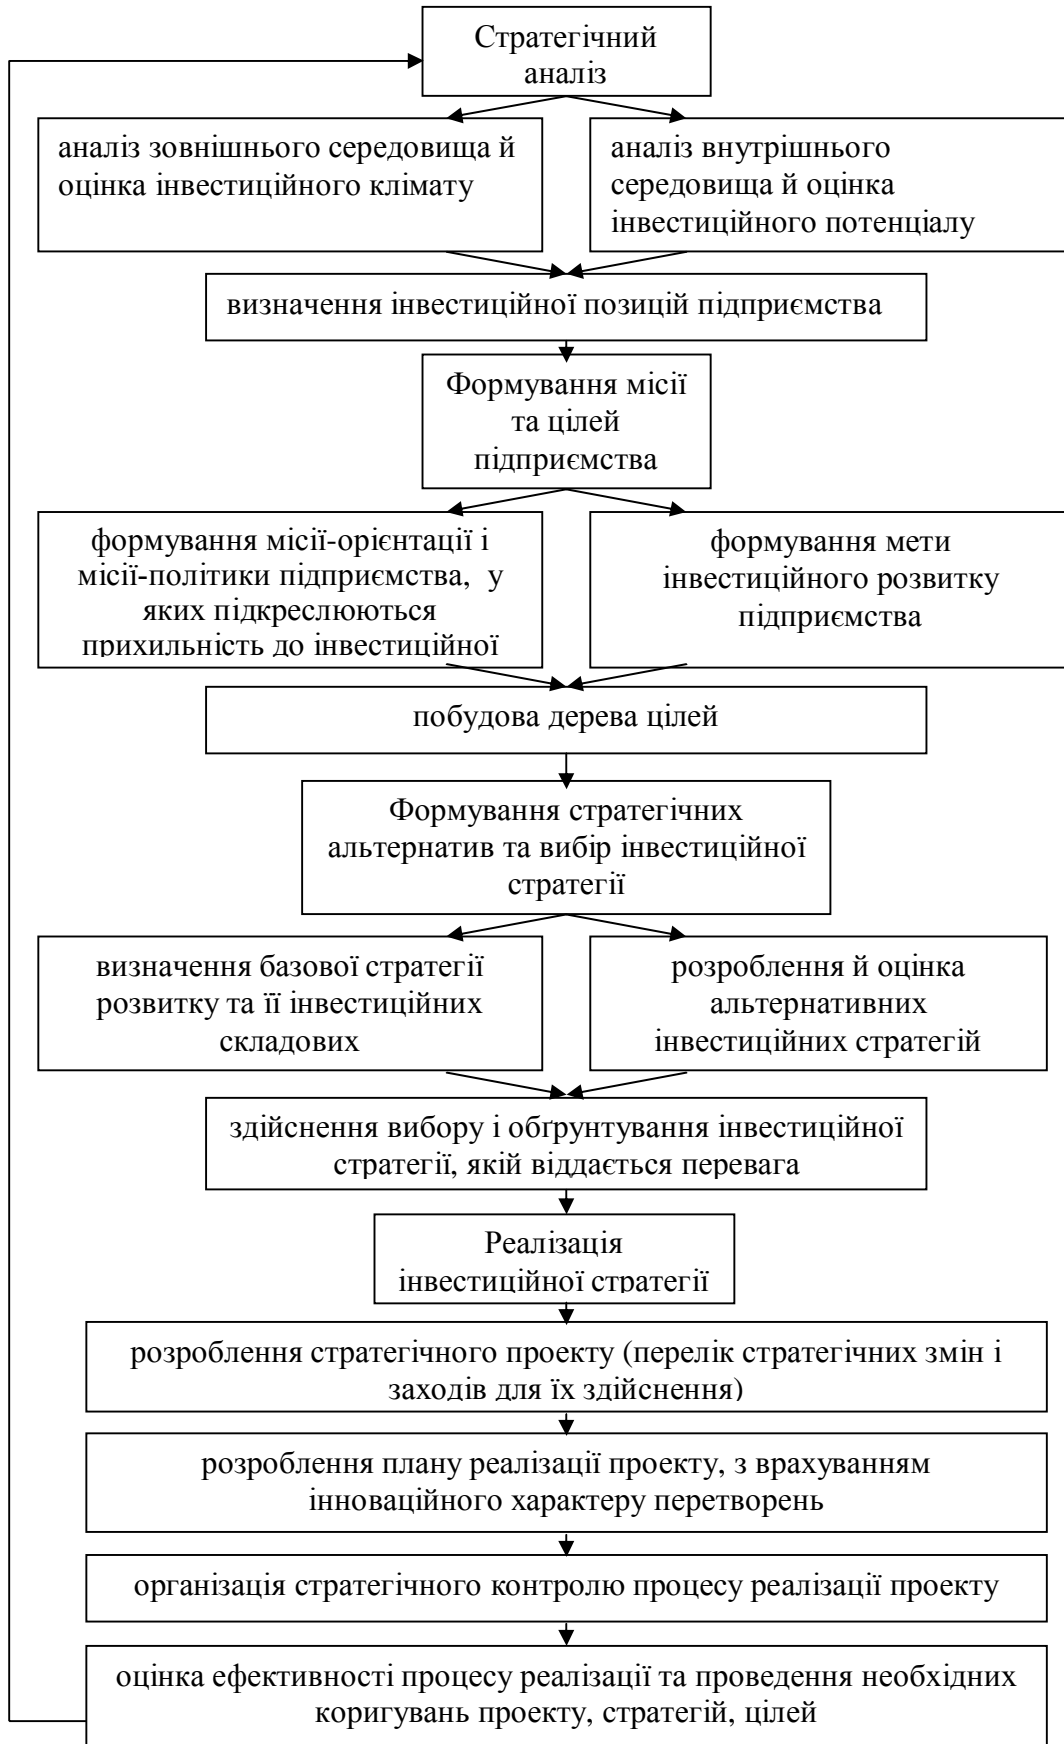 Стратегічний
аналіз
аналіз зовнішнього середовища й
оцінка інвестиційного клімату
аналіз внутрішнього
середовища й оцінка
інвестиційного потенціалу
визначення інвестиційної позицій підприємства
Формування місії
та цілей
підприємства
формування місії-орієнтації і
місії-політики підприємства, у
яких підкреслюються
прихильність до інвестиційної
формування мети
інвестиційного розвитку
підприємства
побудова дерева цілей
Формування стратегічних
альтернатив та вибір інвестиційної
стратегії
визначення базової стратегії
розвитку та її інвестиційних
складових
розроблення й оцінка
альтернативних
інвестиційних стратегій
здійснення вибору і обґрунтування інвестиційної
стратегії, якій віддається перевага
Реалізація
інвестиційної стратегії
розроблення стратегічного проекту (перелік стратегічних змін і
заходів для їх здійснення)
розроблення плану реалізації проекту, з врахуванням
інноваційного характеру перетворень
організація стратегічного контролю процесу реалізації проекту
оцінка ефективності процесу реалізації та проведення необхідних
коригувань проекту, стратегій, цілей